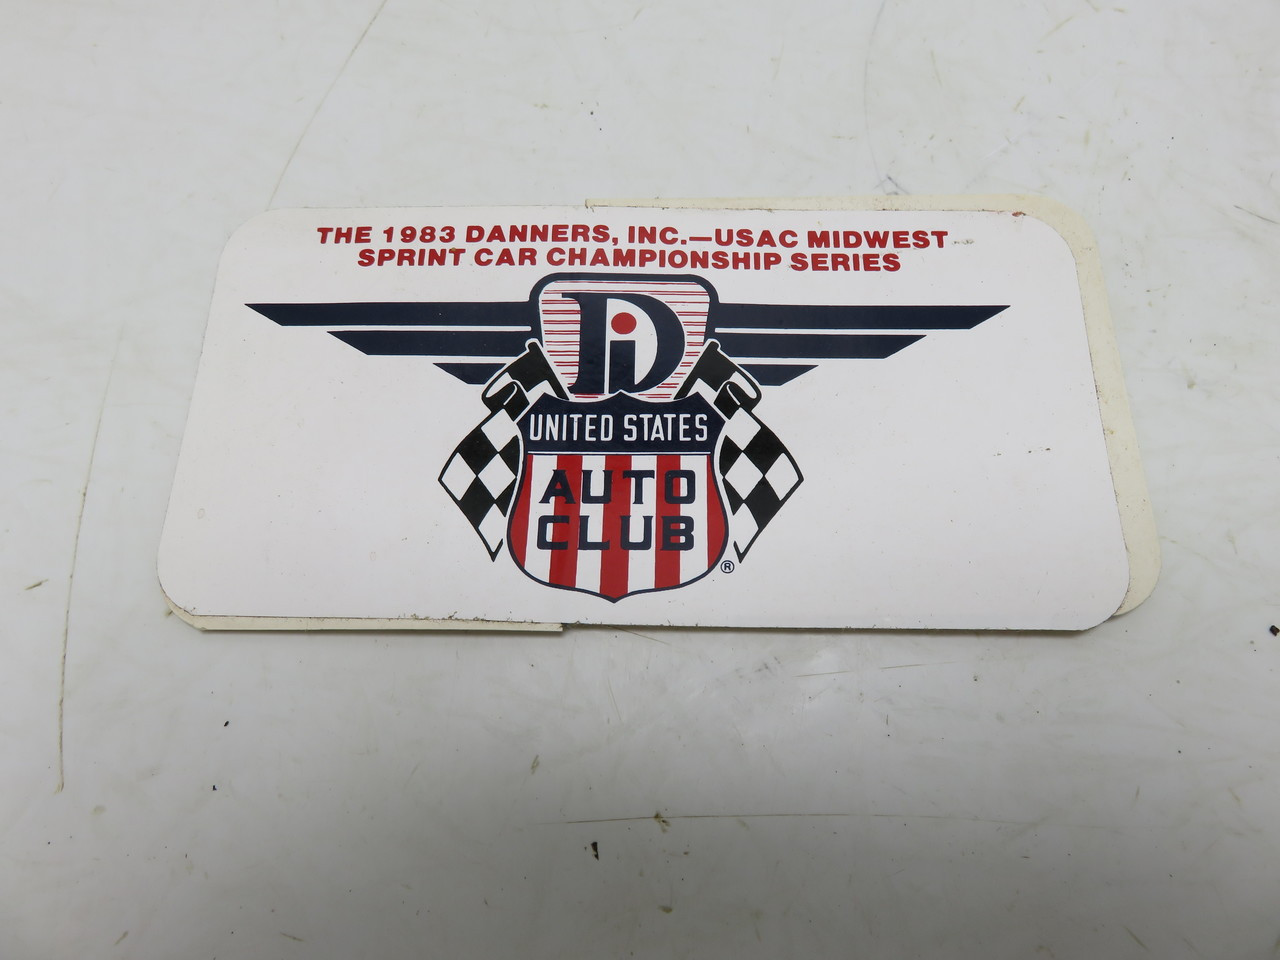 THE 1983 DANNERS, INC.—USAC MIDWEST
SPRINT CAR CHAMPIONSHIP SERIES
Di
UNITED STATES
AUTO
CLUB
®